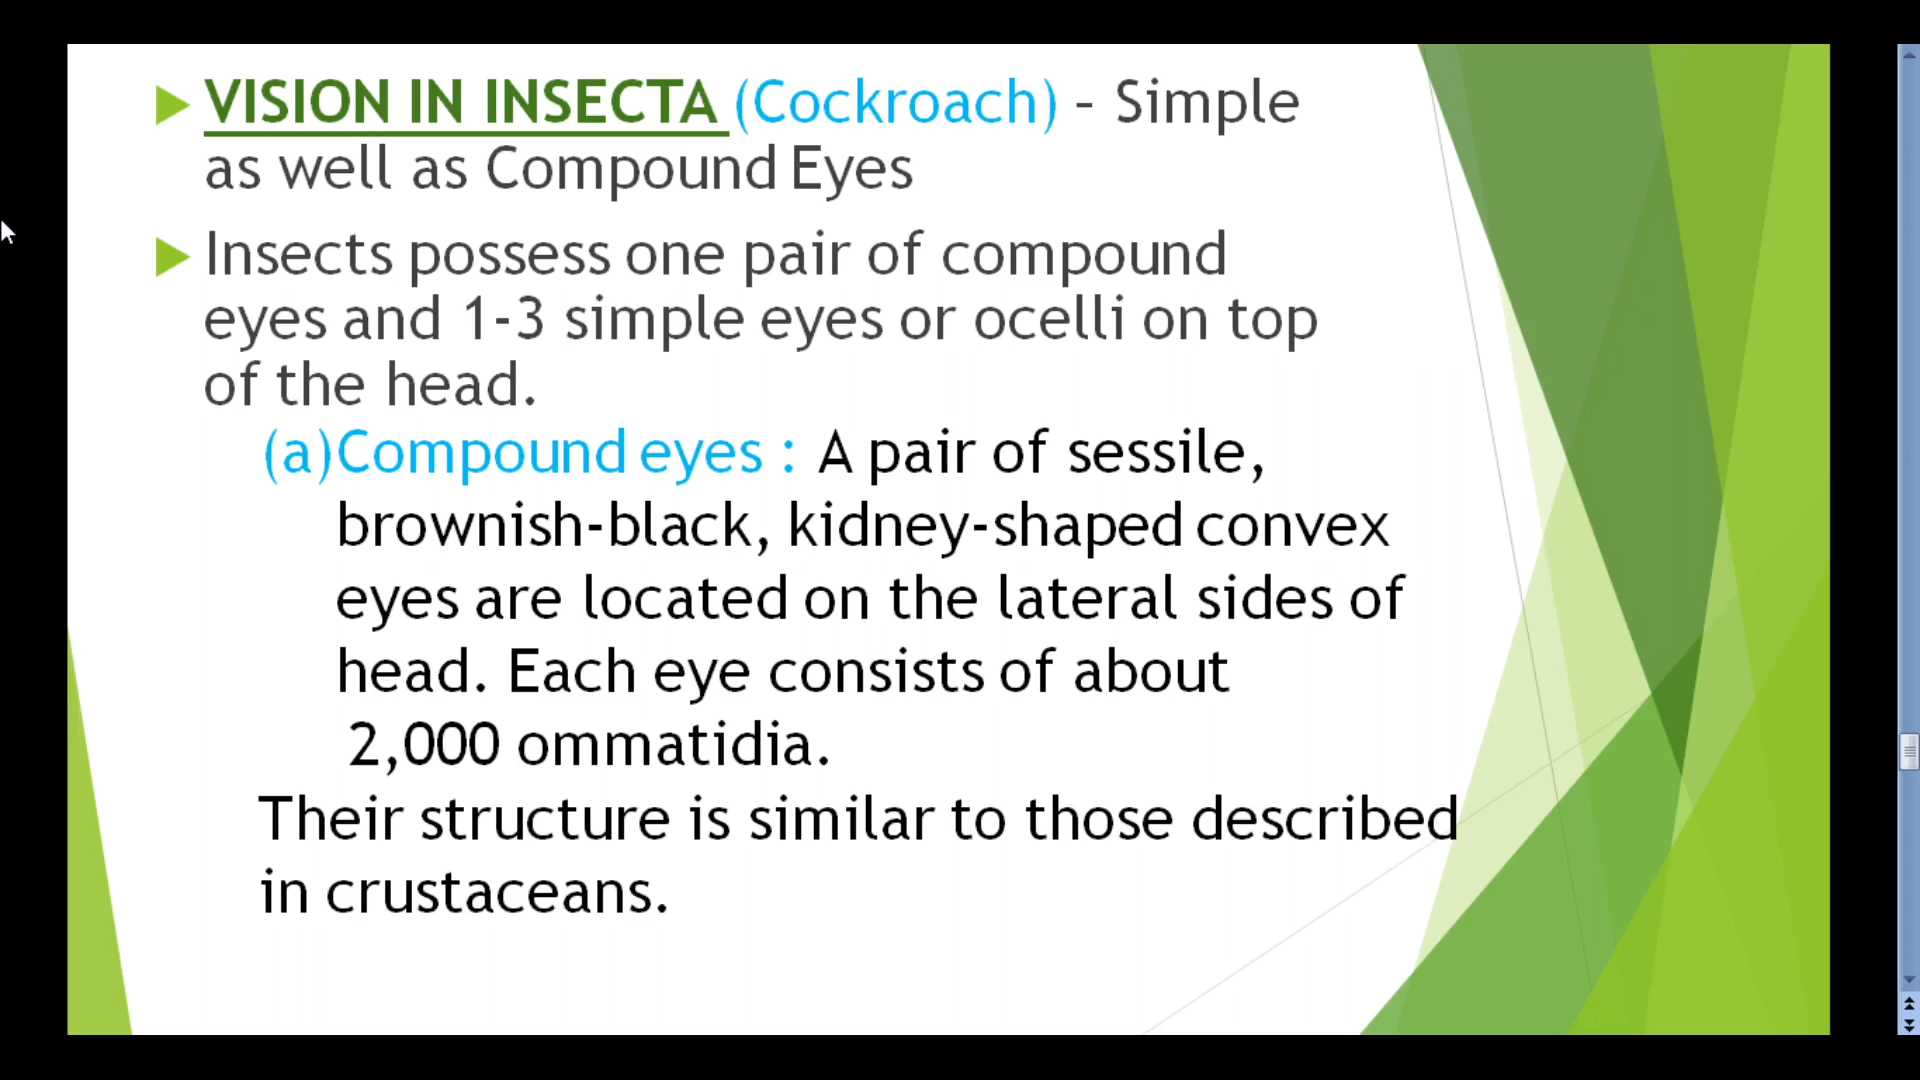 VISION IN INSECTA (Cockroach) - Simple
as well as Compound Eyes
Insects possess one pair of compound
eyes and 1-3 simple eyes or ocelli on top
of the head.
(a)Compound eyes : A pair of sessile,
brownish-black, kidney-shaped convex
eyes are located on the lateral sides of
head. Each eye consists of about
2,000 ommatidia.
Their structure is similar to those described
in crustaceans.